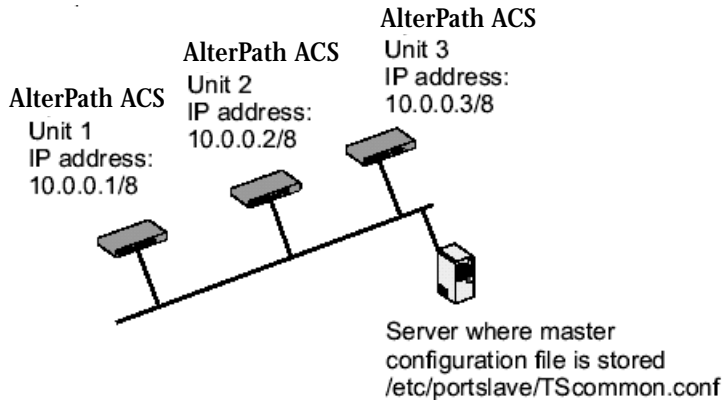 AlterPath ACS
Unit 1
IP address:
10.0.0.1/8
AlterPath ACS
Unit 2
IP address:
10.0.0.2/8
AlterPath ACS
Unit 3
IP address:
10.0.0.3/8
Server where master
configuration file is stored
/etc/portslave/TScommon.conf